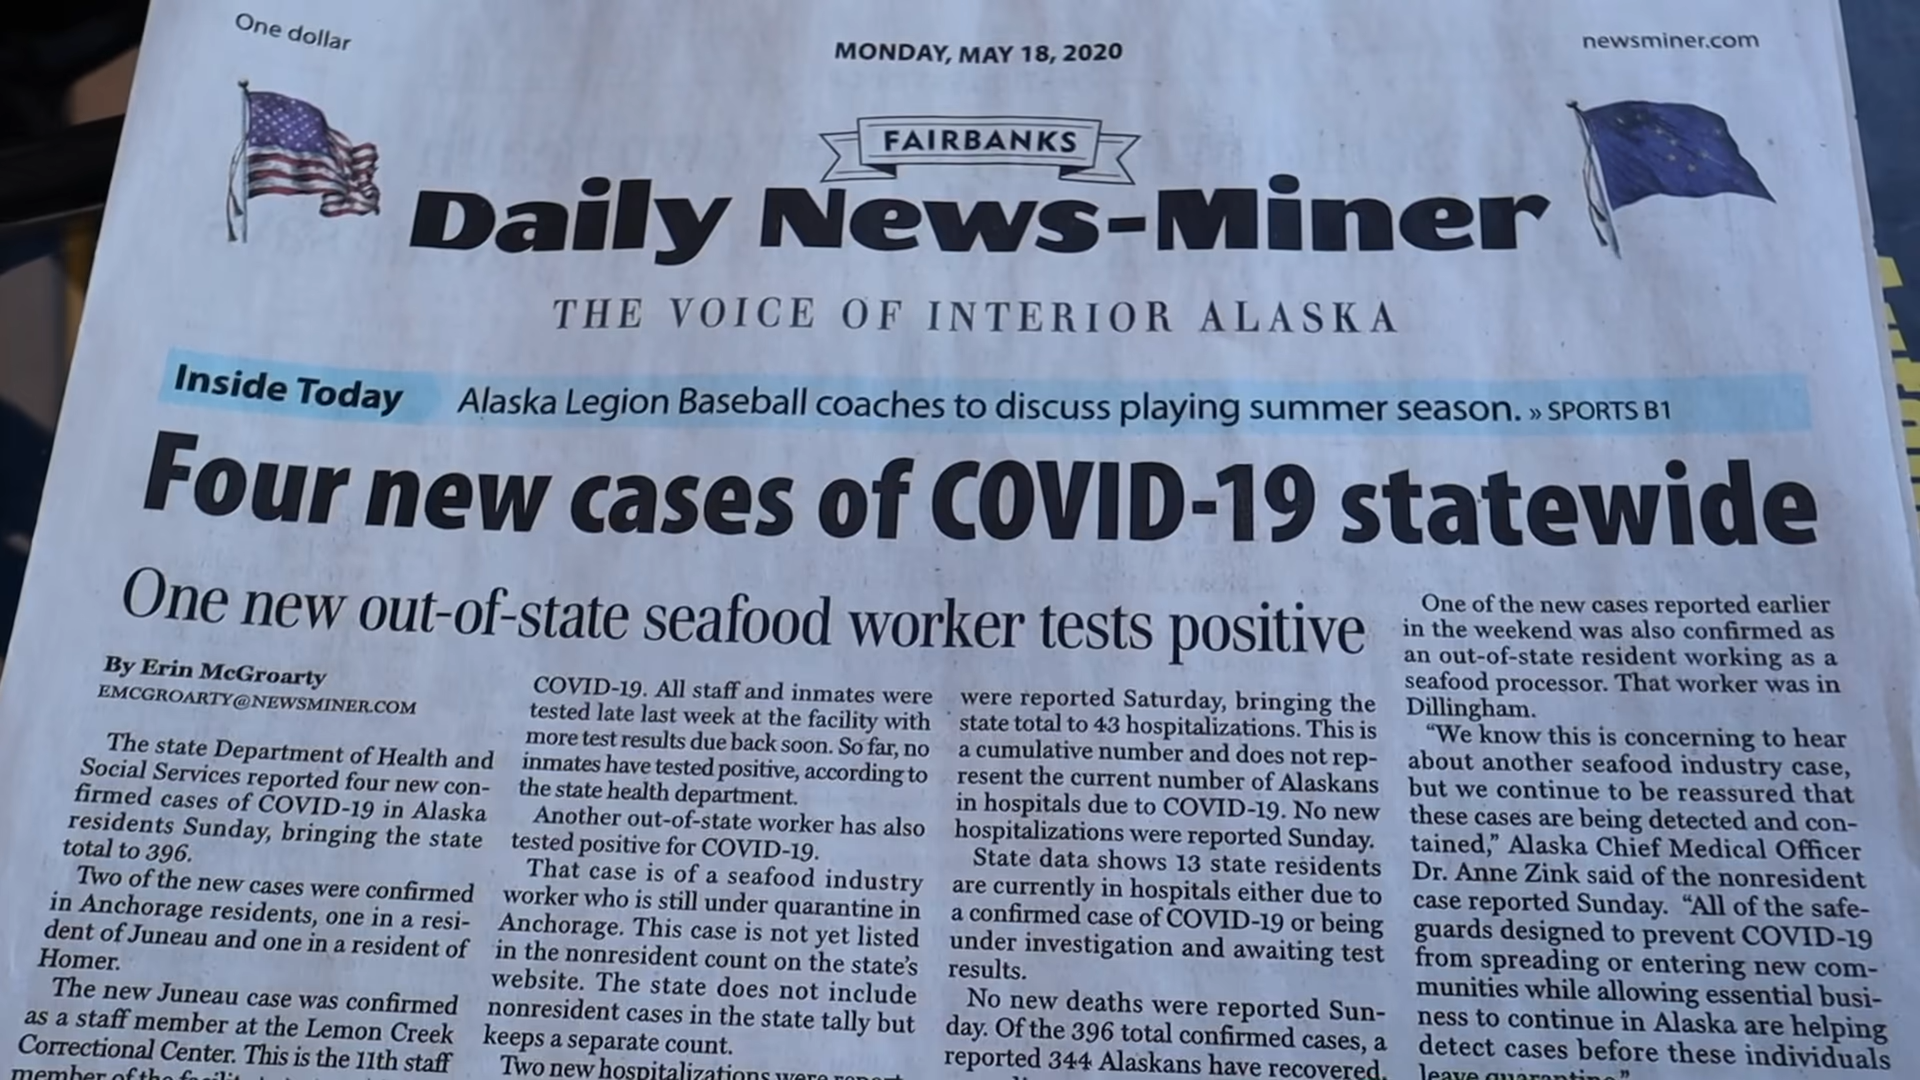 One dollar
MONDAY, MAY 18, 2020
newsminer.com
FAIRBANKS
Daily News-Miner
THE VOICE OF INTERIOR ALASKA
Inside Today Alaska Legion Baseball coaches to discuss playing summer season. » SPORTS B1
Four new cases of COVID-19 statewide
One new out-of-state seafood worker tests positive
By Erin McGroarty
EMCGROARTY@NEWSMINER.COM
The state Department of Health and
Social Services reported four new con-
firmed cases of COVID-19 in Alaska
residents Sunday, bringing the state
total to 396.
Two of the new cases were confirmed
in Anchorage residents, one in a resi-
dent of Juneau and one in a resident of
Homer.
The new Juneau case was confirmed
as a staff member at the Lemon Creek
Correctional Center. This is the 11th staff
member of the
COVID-19. All staff and inmates were
tested late last week at the facility with
more test results due back soon. So far, no
inmates have tested positive, according to
the state health department.
Another out-of-state worker has also
tested positive for COVID-19.
That case is of a seafood industry
worker who is still under quarantine in
Anchorage. This case is not yet listed
in the nonresident count on the state's
website. The state does not include
nonresident cases in the state tally but
keeps a separate count.
Two new hospitalizations were
were reported Saturday, bringing the
state total to 43 hospitalizations. This is
a cumulative number and does not rep-
resent the current number of Alaskans
in hospitals due to COVID-19. No new
hospitalizations were reported Sunday.
State data shows 13 state residents
are currently in hospitals either due to
a confirmed case of COVID-19 or being
under investigation and awaiting test
results.
No new deaths were reported Sun-
day. Of the 396 total confirmed cases, a
reported 344 Alaskans have recovered,
One of the new cases reported earlier
in the weekend was also confirmed as
an out-of-state resident working as a
seafood processor. That worker was in
Dillingham.
"We know this is concerning to hear
about another seafood industry case,
but we continue to be reassured that
these cases are being detected and con-
tained," Alaska Chief Medical Officer
Dr. Anne Zink said of the nonresident
case reported Sunday. "All of the safe-
guards designed to prevent COVID-19
from spreading or entering new com-
munities while allowing essential busi-
ness to continue in Alaska are helping
detect cases before these individuals
leave quarantine."